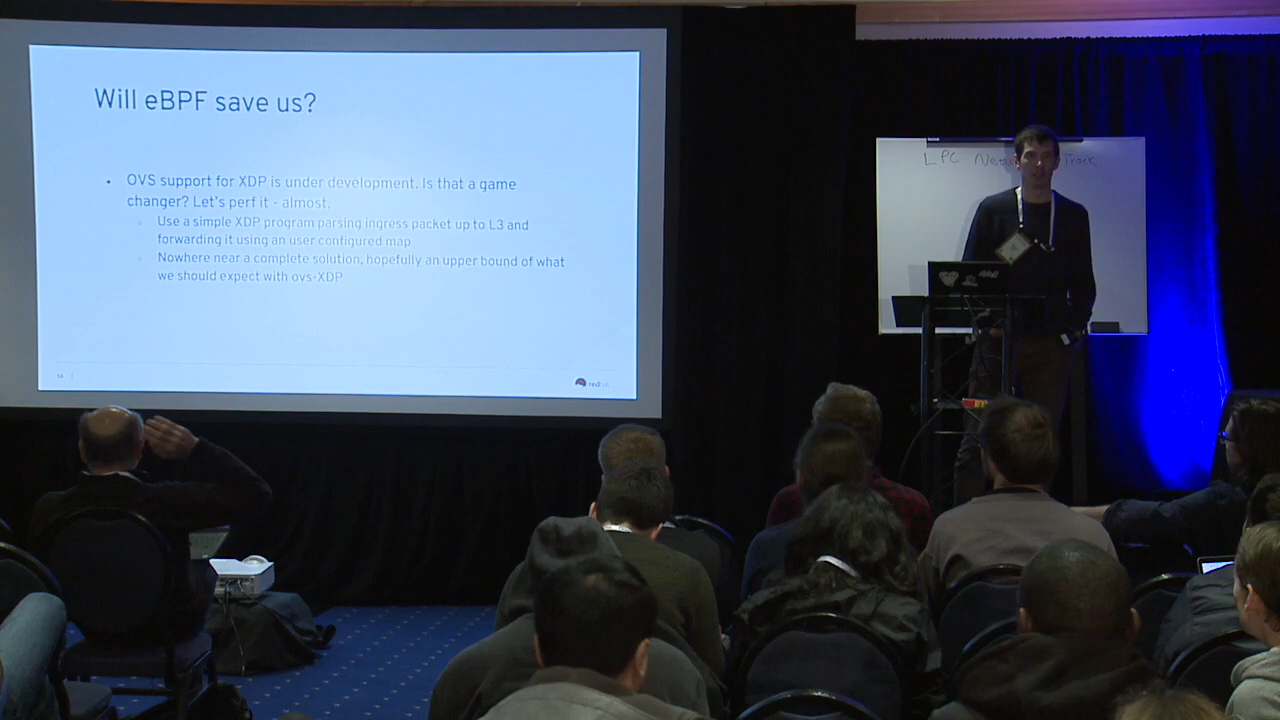 Will eBPF save us?
OVS support for XDP is under development. Is that a game
changer? Let's perf it - almost.
Use a simple XDP program parsing ingress packet up to L3 and
forwarding it using an user configured map
Nowhere near a complete solution, hopefully an upper bound of what
we should expect with ovs-XDP
redhat
LPC Track